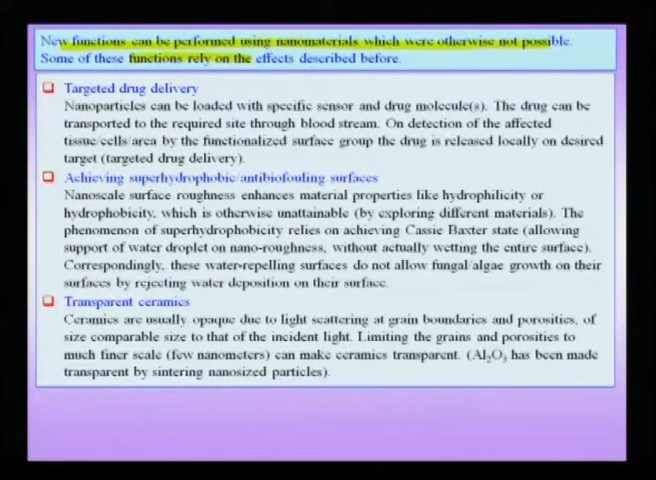 New functions can be performed using nanomaterials which were otherwise not possible.
Some of these functions rely on the effects described before.
Targeted drug delivery
Nanoparticles can be loaded with specific sensor and drug molecule(s). The drug can be
transported to the required site through blood stream. On detection of the affected
tissue/cells/area by the functionalized surface group the drug is released locally on desired
target (targeted drug delivery).
Achieving superhydrophobic/antibiofouling surfaces
Nanoscale surface roughness enhances material properties like hydrophilicity or
hydrophobicity, which is otherwise unattainable (by exploring different materials). The
phenomenon of superhydrophobicity relies on achieving Cassie Baxter state (allowing
support of water droplet on nano-roughness, without actually wetting the entire surface).
Correspondingly, these water-repelling surfaces do not allow fungal/algae growth on their
surfaces by rejecting water deposition on their surface.
Transparent ceramics
Ceramics are usually opaque due to light scattering at grain boundaries and porosities, of
size comparable size to that of the incident light. Limiting the grains and porosities to
much finer scale (few nanometers) can make ceramics transparent. (Al₂O₃ has been made
transparent by sintering nanosized particles).